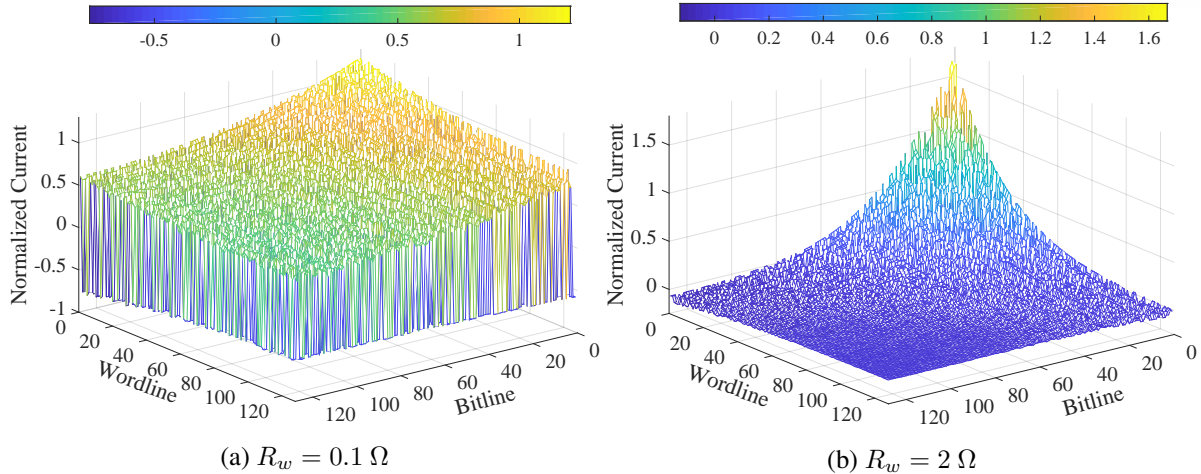 -0.5 0 0.5 1
Normalized Current
1
0.5
0
-0.5
-1
0 20 40 60 80 100 120
Wordline
120 100 80 60 40 20 0
Bitline
(a) R_w = 0.1 Ω
0 0.2 0.4 0.6 0.8 1 1.2 1.4 1.6
Normalized Current
1.5
1
0.5
0
0 20 40 60 80 100 120
Wordline
120 100 80 60 40 20 0
Bitline
(b) R_w = 2 Ω